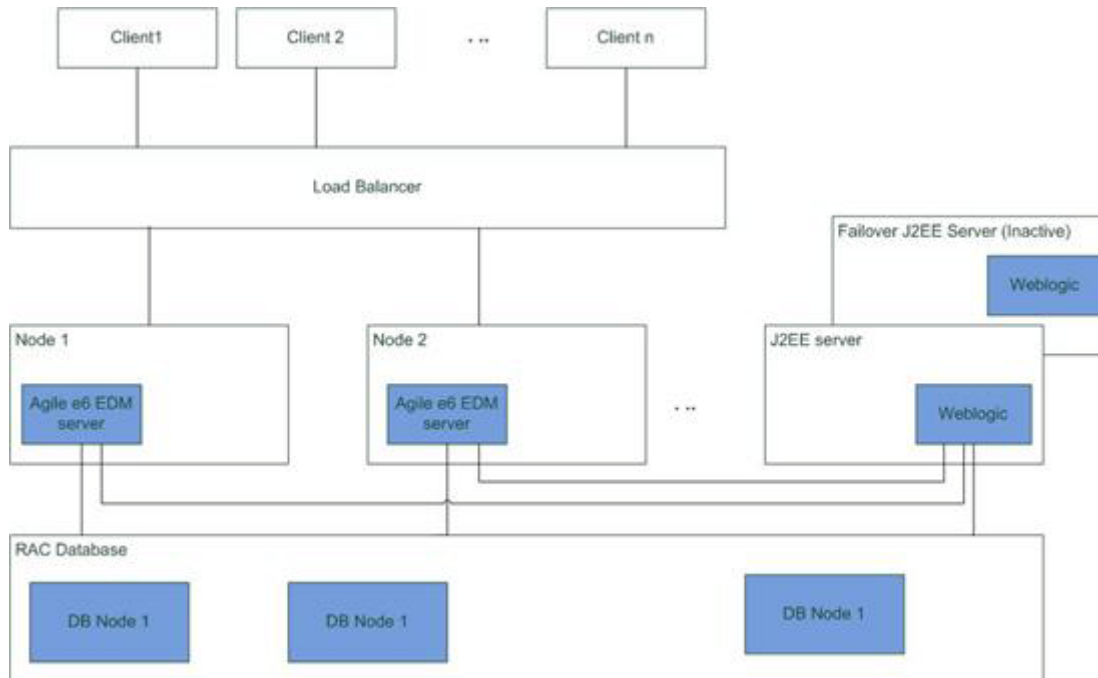 Client1
Client 2
. ..
Client n
Load Balancer
Failover J2EE Server (Inactive)
Weblogic
Node 1
Node 2
J2EE server
Agile e6 EDM
server
Agile e6 EDM
server
. ..
Weblogic
RAC Database
DB Node 1
DB Node 1
DB Node 1